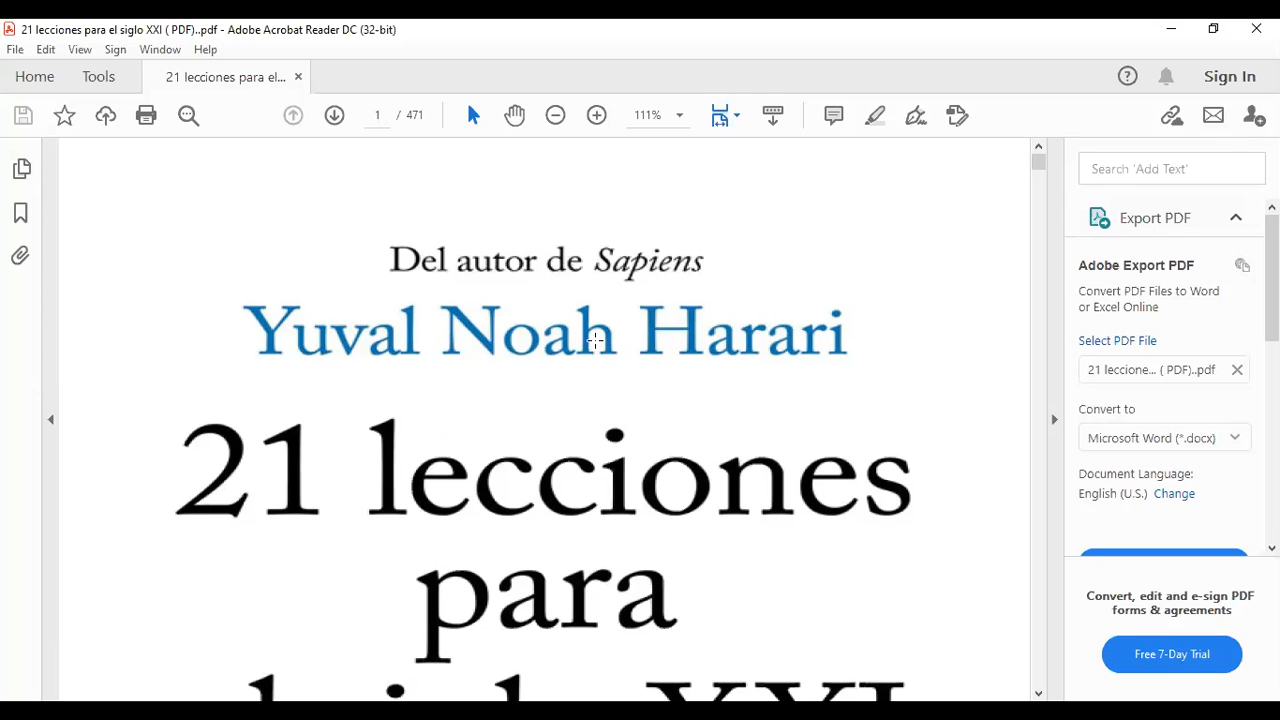 21 lecciones para el siglo XXI ( PDF)..pdf - Adobe Acrobat Reader DC (32-bit)
File Edit View Sign Window Help
Home Tools 21 lecciones para el... Sign In
1 / 471 111%
Search 'Add Text'
Export PDF
Adobe Export PDF
Convert PDF Files to Word
or Excel Online
Select PDF File
21 leccione... ( PDF)..pdf
Convert to
Microsoft Word (*.docx)
Document Language:
English (U.S.) Change
Convert, edit and e-sign PDF
forms & agreements
Free 7-Day Trial
Del autor de Sapiens
Yuval Noah Harari
21 lecciones
para
el siglo XXI